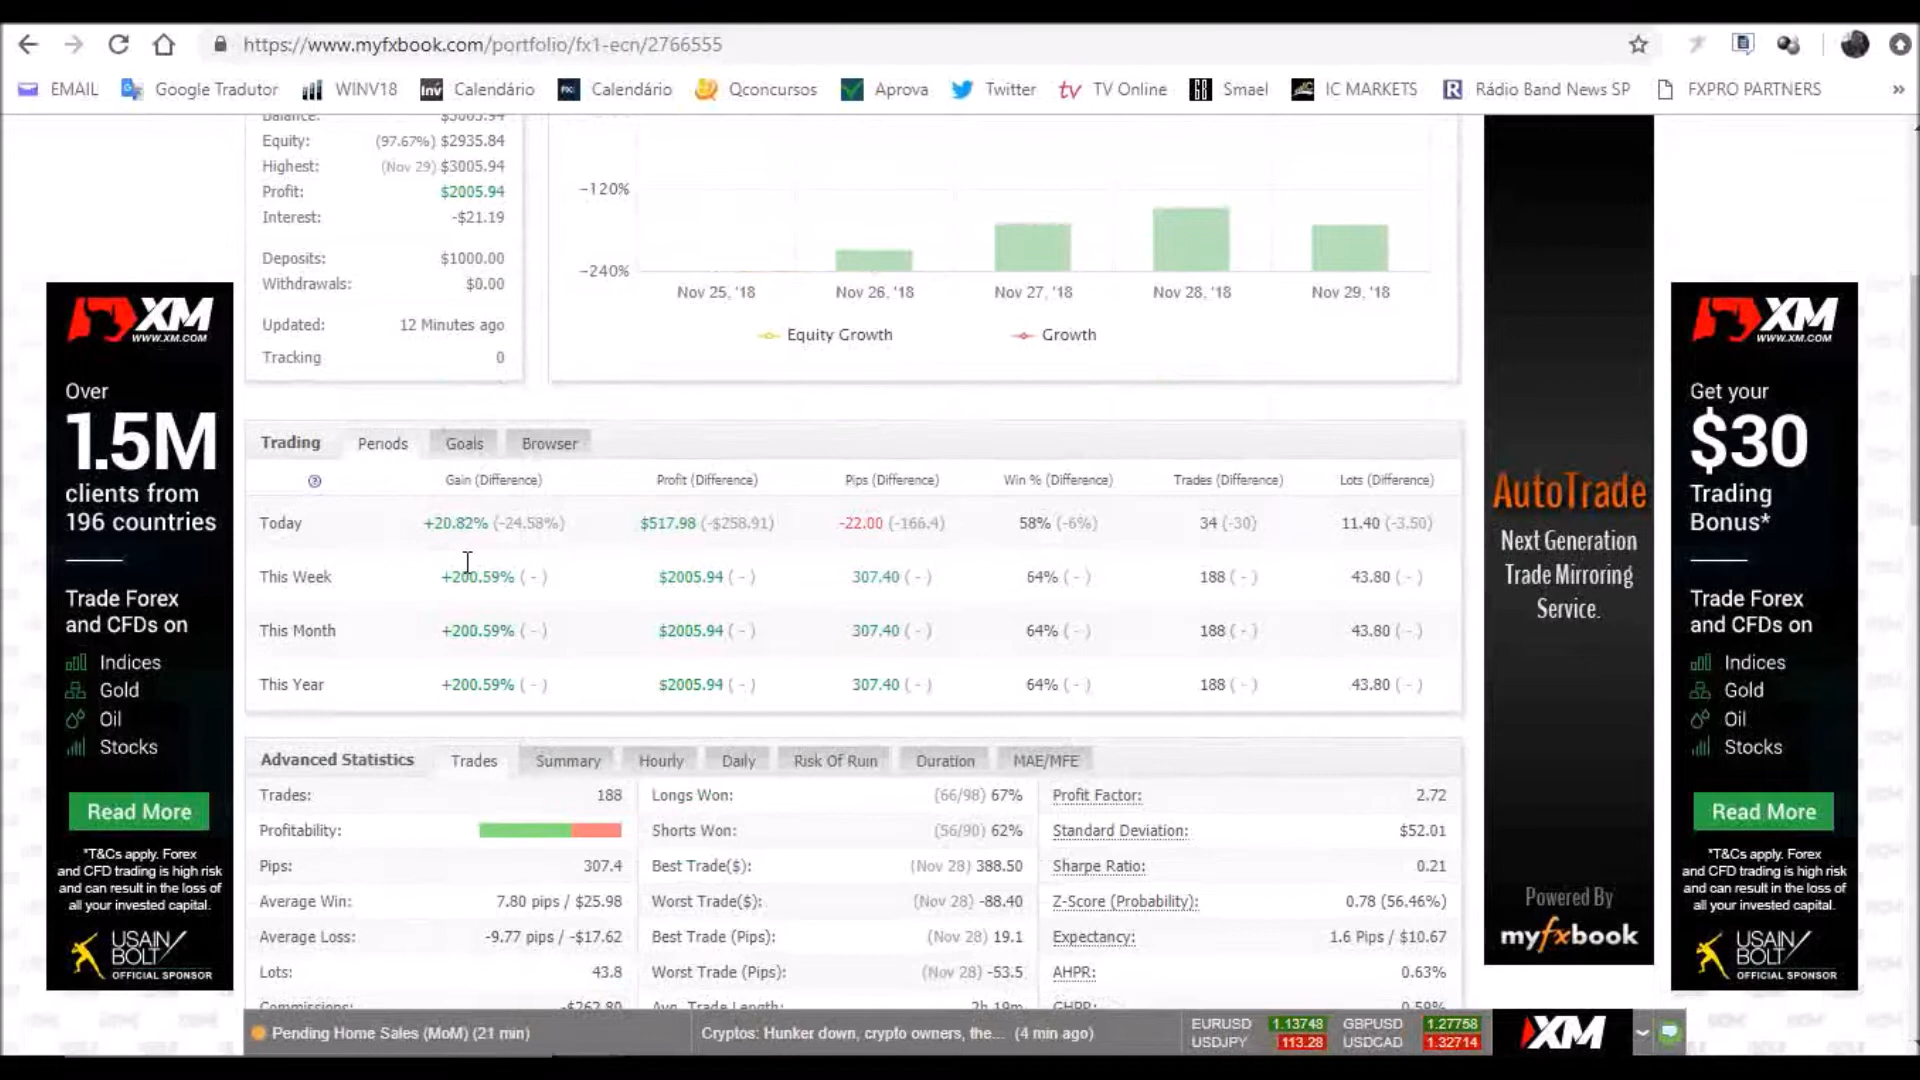 https://www.myfxbook.com/portfolio/fx1-ecn/2766555
EMAIL Google Tradutor WINV18 Inv Calendário FXS Calendário Qconcursos Aprova Twitter tv TV Online Smael IC MARKETS R Rádio Band News SP FXPRO PARTNERS »
Balance: $3005.94
Equity: (97.67%) $2935.84
Highest: (Nov 29) $3005.94
Profit: $2005.94
Interest: -$21.19
Deposits: $1000.00
Withdrawals: $0.00
Updated: 12 Minutes ago
Tracking 0
-120%
-240%
Nov 25, '18 Nov 26, '18 Nov 27, '18 Nov 28, '18 Nov 29, '18
Equity Growth Growth
Trading Periods Goals Browser
Gain (Difference) Profit (Difference) Pips (Difference) Win % (Difference) Trades (Difference) Lots (Difference)
Today +20.82% (-24.58%) $517.98 (-$258.91) -22.00 (-166.4) 58% (-6%) 34 (-30) 11.40 (-3.50)
This Week +200.59% ( - ) $2005.94 ( - ) 307.40 ( - ) 64% ( - ) 188 ( - ) 43.80 ( - )
This Month +200.59% ( - ) $2005.94 ( - ) 307.40 ( - ) 64% ( - ) 188 ( - ) 43.80 ( - )
This Year +200.59% ( - ) $2005.94 ( - ) 307.40 ( - ) 64% ( - ) 188 ( - ) 43.80 ( - )
Advanced Statistics Trades Summary Hourly Daily Risk Of Ruin Duration MAE/MFE
Trades: 188 Longs Won: (66/98) 67% Profit Factor: 2.72
Profitability: Shorts Won: (56/90) 62% Standard Deviation: $52.01
Pips: 307.4 Best Trade($): (Nov 28) 388.50 Sharpe Ratio: 0.21
Average Win: 7.80 pips / $25.98 Worst Trade($): (Nov 28) -88.40 Z-Score (Probability): 0.78 (56.46%)
Average Loss: -9.77 pips / -$17.62 Best Trade (Pips): (Nov 28) 19.1 Expectancy: 1.6 Pips / $10.67
Lots: 43.8 Worst Trade (Pips): (Nov 28) -53.5 AHPR: 0.63%
Commissions: -$262.80 Avg. Trade Length: 2h 19m GHPR: 0.59%
Pending Home Sales (MoM) (21 min) Cryptos: Hunker down, crypto owners, the... (4 min ago)
EURUSD 1.13748 GBPUSD 1.27758
USDJPY 113.28 USDCAD 1.32714
XM
XM
WWW.XM.COM
Over
1.5M
clients from
196 countries
Trade Forex
and CFDs on
Indices
Gold
Oil
Stocks
Read More
*T&Cs apply. Forex
and CFD trading is high risk
and can result in the loss of
all your invested capital.
USAIN
BOLT
OFFICIAL SPONSOR
AutoTrade
Next Generation
Trade Mirroring
Service.
Powered By
myfxbook
XM
WWW.XM.COM
Get your
$30
Trading
Bonus*
Trade Forex
and CFDs on
Indices
Gold
Oil
Stocks
Read More
*T&Cs apply. Forex
and CFD trading is high risk
and can result in the loss of
all your invested capital.
USAIN
BOLT
OFFICIAL SPONSOR